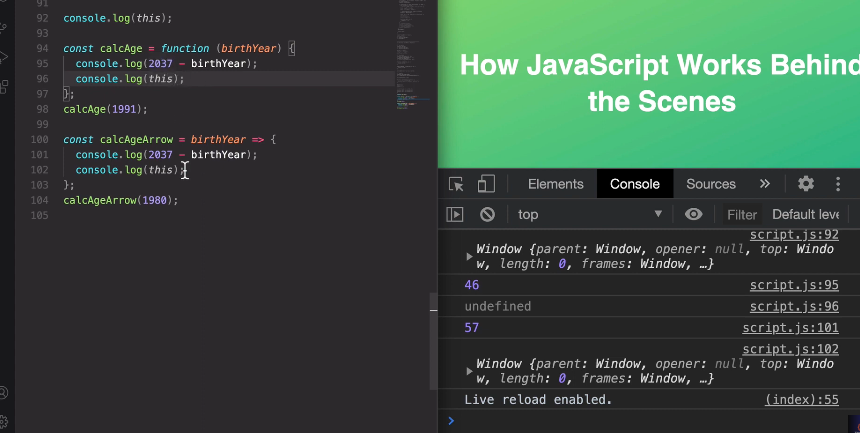 91
92 console.log(this);
93
94 const calcAge = function (birthYear) {
95 console.log(2037 - birthYear);
96 console.log(this);
97 };
98 calcAge(1991);
99
100 const calcAgeArrow = birthYear => {
101 console.log(2037 - birthYear);
102 console.log(this);
103 };
104 calcAgeArrow(1980);
105
How JavaScript Works Behind
the Scenes
Elements Console Sources »
top ▼ Filter Default leve
script.js:92
▶ Window {parent: Window, opener: null, top: Windo
w, length: 0, frames: Window, …}
46 script.js:95
undefined script.js:96
57 script.js:101
script.js:102
▶ Window {parent: Window, opener: null, top: Windo
w, length: 0, frames: Window, …}
Live reload enabled. (index):55
>